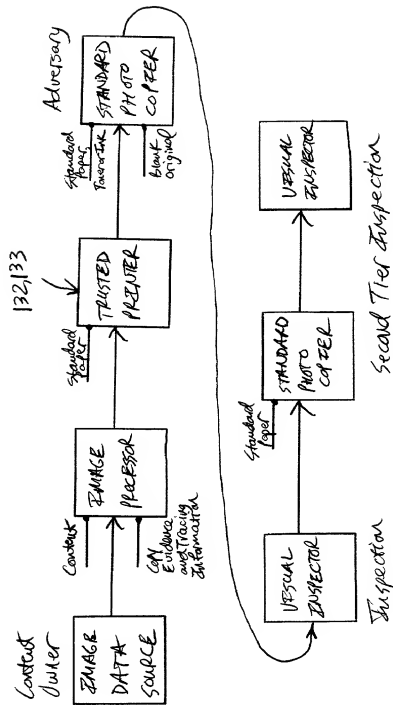 Content
Owner
IMAGE
DATA
SOURCE
Content
IMAGE
PROCESSOR
Copy
Evidence
and Tracing
Information
132,133
Standard
Paper
TRUSTED
PRINTER
Adversary
Standard
Paper,
Toner or Ink
STANDARD
PHOTO
COPIER
Blank
Original
VISUAL
INSPECTOR
Inspection
Standard
Paper
STANDARD
PHOTO
COPIER
VISUAL
INSPECTOR
Second Tier Inspection